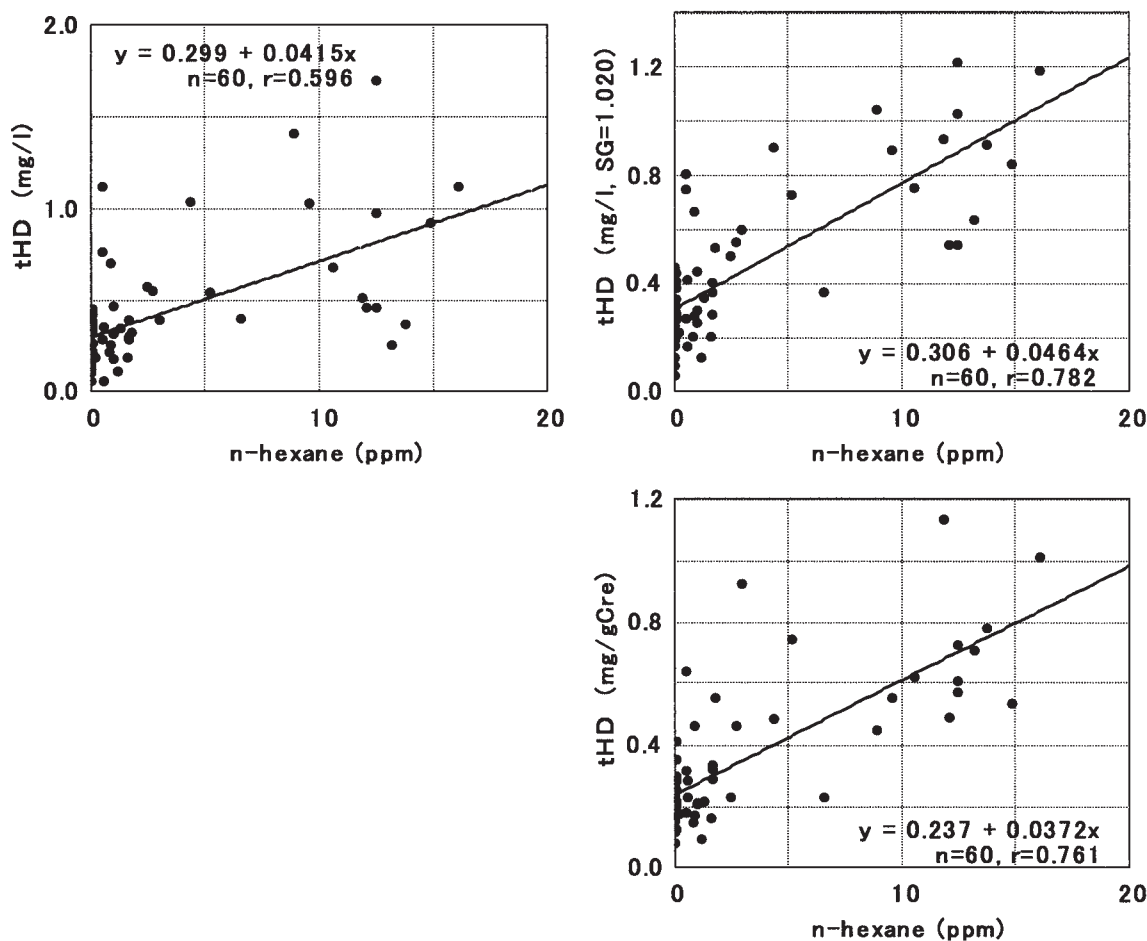 2.0
y = 0.299 + 0.0415x
n=60, r=0.596
tHD (mg/l)
1.0
0.0
0
10
20
n-hexane (ppm)
1.2
tHD (mg/l, SG=1.020)
0.8
0.4
y = 0.306 + 0.0464x
n=60, r=0.782
0.0
0
10
20
n-hexane (ppm)
1.2
tHD (mg/gCre)
0.8
0.4
y = 0.237 + 0.0372x
n=60, r=0.761
0.0
0
10
20
n-hexane (ppm)